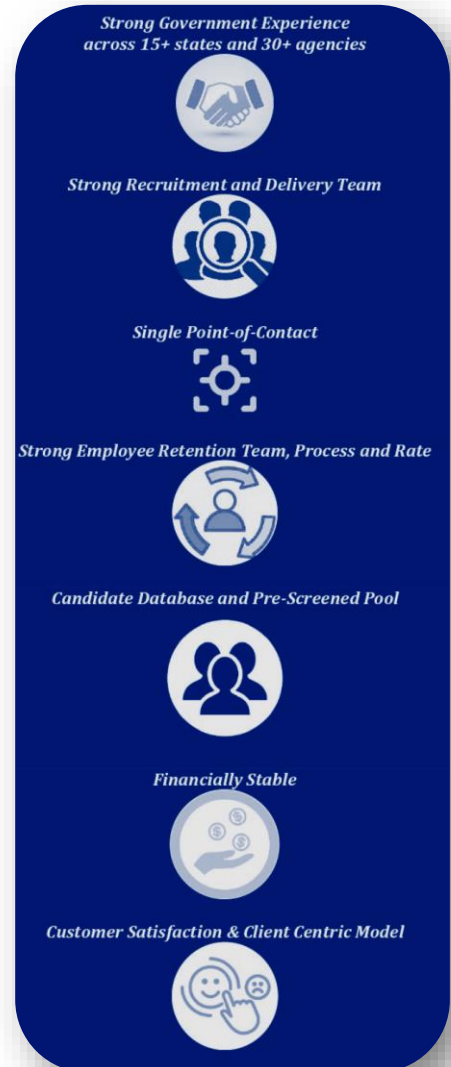 Strong Government Experience
across 15+ states and 30+ agencies
Strong Recruitment and Delivery Team
Single Point-of-Contact
Strong Employee Retention Team, Process and Rate
Candidate Database and Pre-Screened Pool
Financially Stable
$ $
$
Customer Satisfaction & Client Centric Model